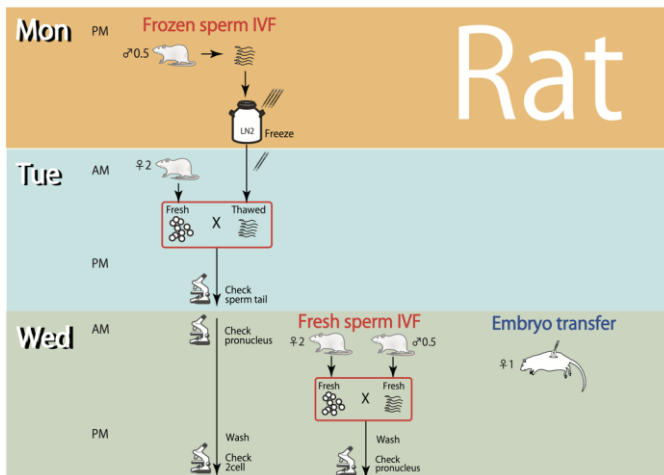 Mon
PM
Frozen sperm IVF
Rat
♂0.5
LN2
Freeze
Tue
AM
♀2
Fresh
Thawed
X
PM
Check
sperm tail
Wed
AM
Check
pronucleus
Fresh sperm IVF
Embryo transfer
♀2
♂0.5
♀1
Fresh
Fresh
X
PM
Wash
Check
2cell
Wash
Check
pronucleus